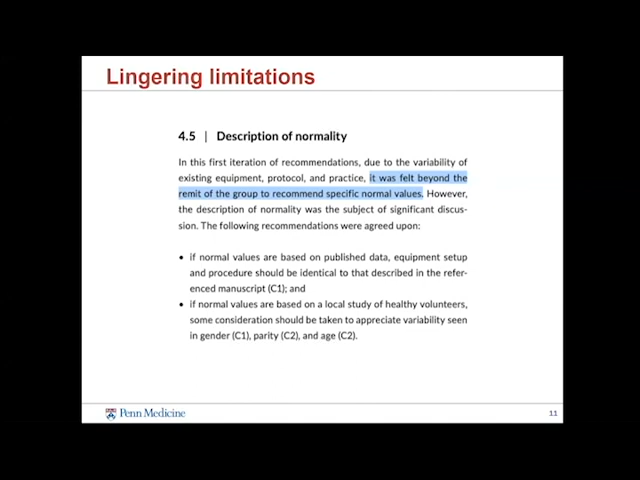 Lingering limitations
4.5 | Description of normality
In this first iteration of recommendations, due to the variability of
existing equipment, protocol, and practice, it was felt beyond the
remit of the group to recommend specific normal values. However,
the description of normality was the subject of significant discus-
sion. The following recommendations were agreed upon:
• if normal values are based on published data, equipment setup
and procedure should be identical to that described in the refer-
enced manuscript (C1); and
• if normal values are based on a local study of healthy volunteers,
some consideration should be taken to appreciate variability seen
in gender (C1), parity (C2), and age (C2).
Penn Medicine
11